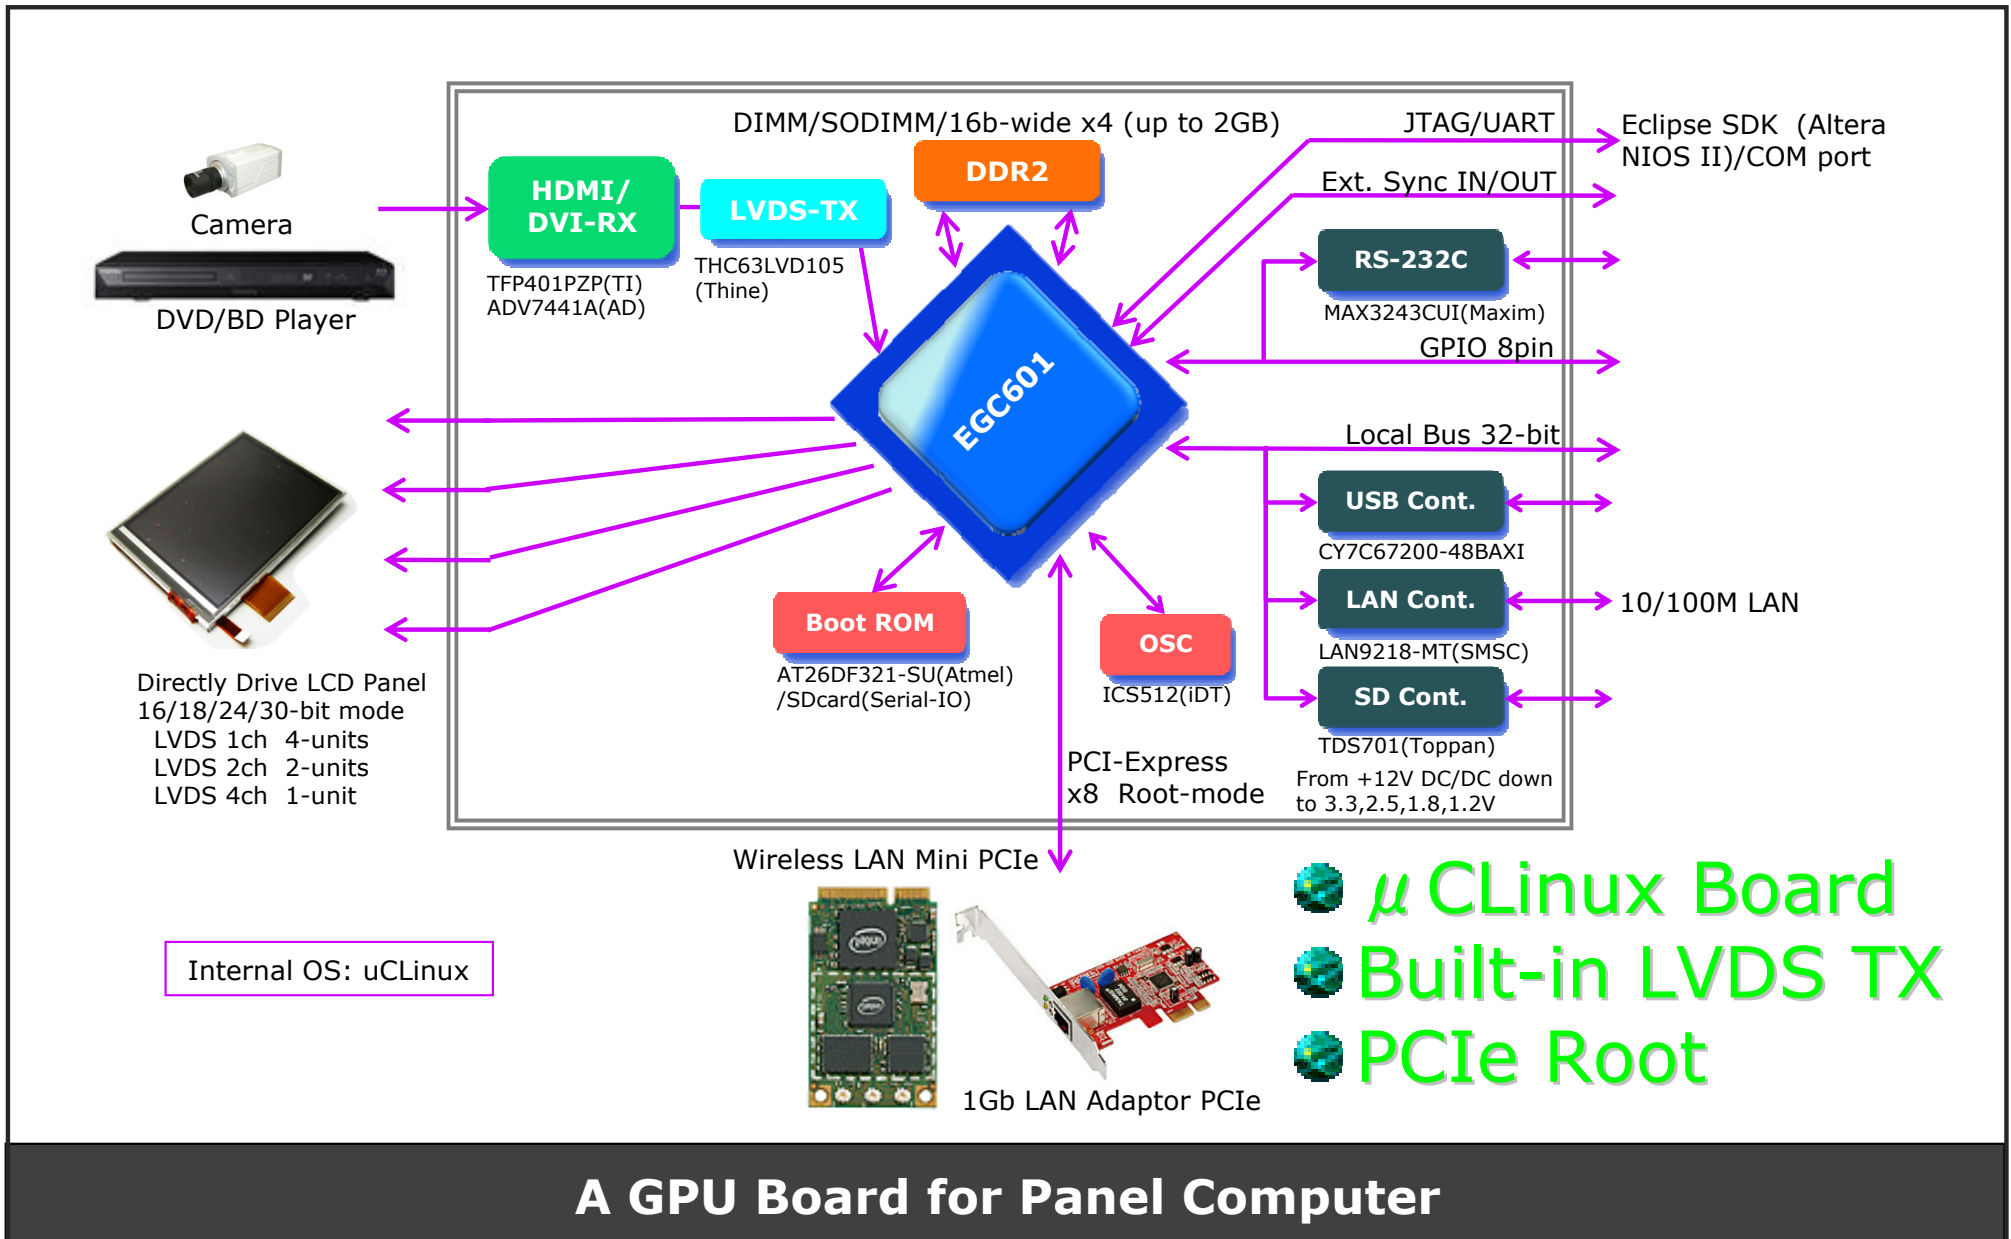 DIMM/SODIMM/16b-wide x4 (up to 2GB)
JTAG/UART
Eclipse SDK (Altera
NIOS II)/COM port
Camera
DVD/BD Player
HDMI/
DVI-RX
TFP401PZP(TI)
ADV7441A(AD)
LVDS-TX
THC63LVD105
(Thine)
DDR2
Ext. Sync IN/OUT
RS-232C
MAX3243CUI(Maxim)
GPIO 8pin
EGC601
Local Bus 32-bit
USB Cont.
CY7C67200-48BAXI
LAN Cont.
10/100M LAN
LAN9218-MT(SMSC)
SD Cont.
TDS701(Toppan)
From +12V DC/DC down
to 3.3,2.5,1.8,1.2V
Boot ROM
AT26DF321-SU(Atmel)
/SDcard(Serial-IO)
OSC
ICS512(iDT)
Directly Drive LCD Panel
16/18/24/30-bit mode
LVDS 1ch 4-units
LVDS 2ch 2-units
LVDS 4ch 1-unit
PCI-Express
x8 Root-mode
Wireless LAN Mini PCIe
intel
intel
1Gb LAN Adaptor PCIe
Internal OS: uCLinux
μCLinux Board
Built-in LVDS TX
PCIe Root
A GPU Board for Panel Computer